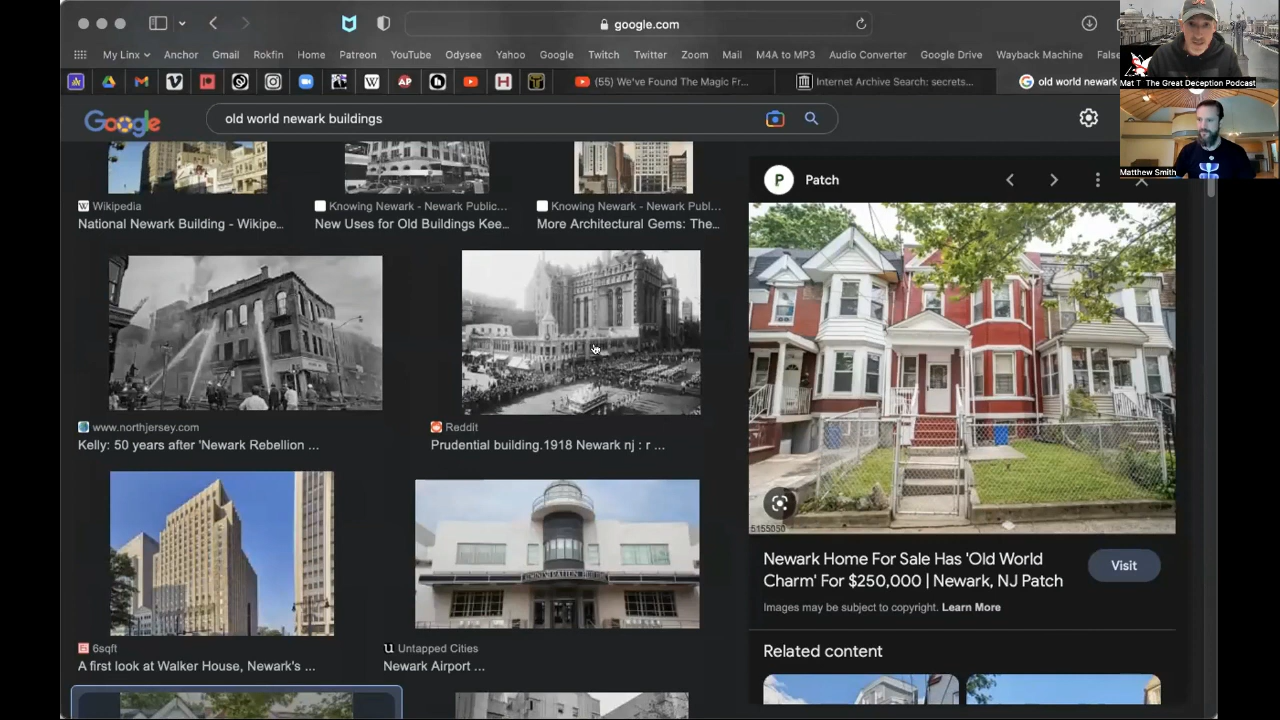 google.com
My Linx
Anchor
Gmail
Rokfin
Home
Patreon
YouTube
Odysee
Yahoo
Google
Twitch
Twitter
Zoom
Mail
M4A to MP3
Audio Converter
Google Drive
Wayback Machine
False
(55) We've Found The Magic Fr...
Internet Archive Search: secrets...
old world newark
Mat T The Great Deception Podcast
Matthew Smith
Google
old world newark buildings
Wikipedia
National Newark Building - Wikipe...
Knowing Newark - Newark Public...
New Uses for Old Buildings Kee...
Knowing Newark - Newark Publ...
More Architectural Gems: The...
www.northjersey.com
Kelly: 50 years after 'Newark Rebellion ...
Reddit
Prudential building.1918 Newark nj : r ...
ADMINISTRATION BUILDING
6sqft
A first look at Walker House, Newark's ...
Untapped Cities
Newark Airport ...
P Patch
5155050
Newark Home For Sale Has 'Old World
Charm' For $250,000 | Newark, NJ Patch
Visit
Images may be subject to copyright. Learn More
Related content